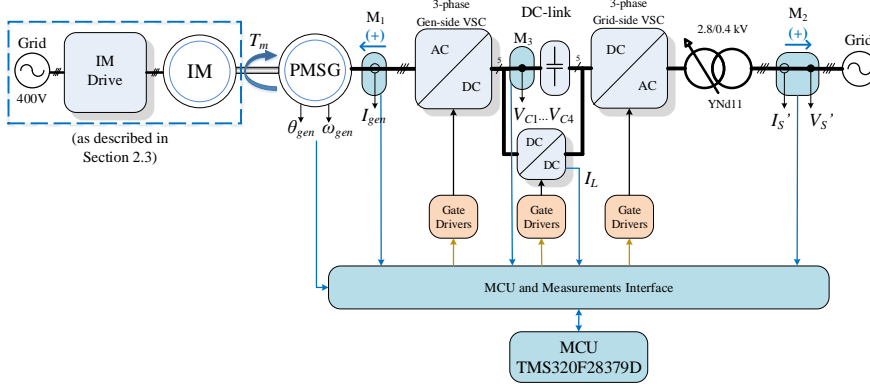 Grid
400V
IM
Drive
IM
(as described in
Section 2.3)
T_m
PMSG
θ_gen
ω_gen
M₁
(+)
I_gen
3-phase
Gen-side VSC
AC
DC
5
M₃
V_C1...V_C4
DC-link
5
DC
DC
I_L
3-phase
Grid-side VSC
DC
AC
2.8/0.4 kV
YNd11
M₂
(+)
I_S'
V_S'
Grid
Gate
Drivers
Gate
Drivers
Gate
Drivers
MCU and Measurements Interface
MCU
TMS320F28379D